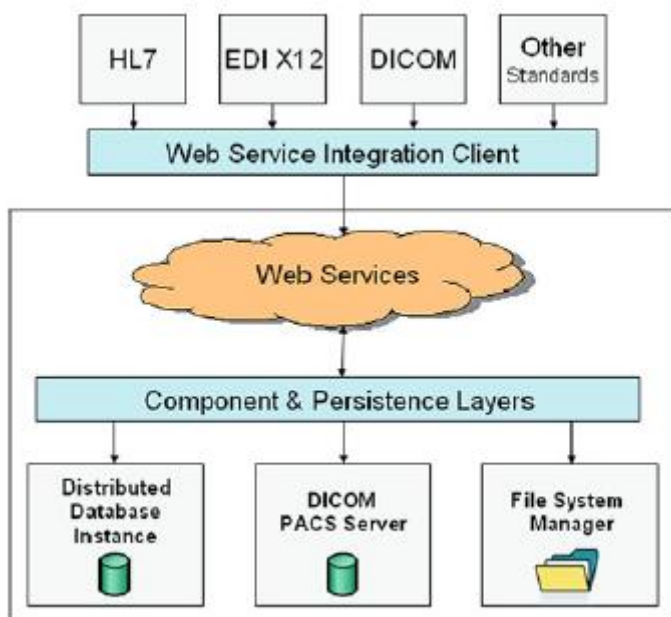 HL7
EDI X12
DICOM
Other
Standards
Web Service Integration Client
Web Services
Component & Persistence Layers
Distributed
Database
Instance
DICOM
PACS Server
File System
Manager